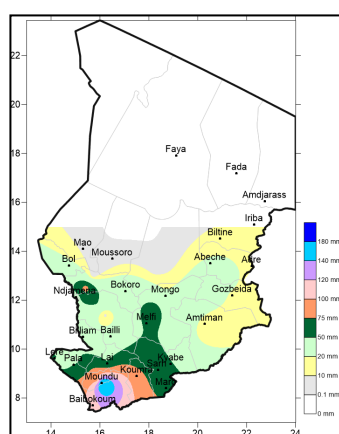 22
20
18
16
14
12
10
8
14
16
18
20
22
24
Faya
Fada
Amdjarass
Iriba
Biltine
Mao
Moussoro
Bol
Abeche
Adre
Ndjamena
Bokoro
Mongo
Gozbeida
Melfi
Amtiman
Billiam
Bailli
Lere
Pala
Lai
Kyabe
Sarh
Moundu
Koumra
Maro
Baibokoum
180 mm
140 mm
120 mm
100 mm
75 mm
50 mm
20 mm
10 mm
0.1 mm
0 mm